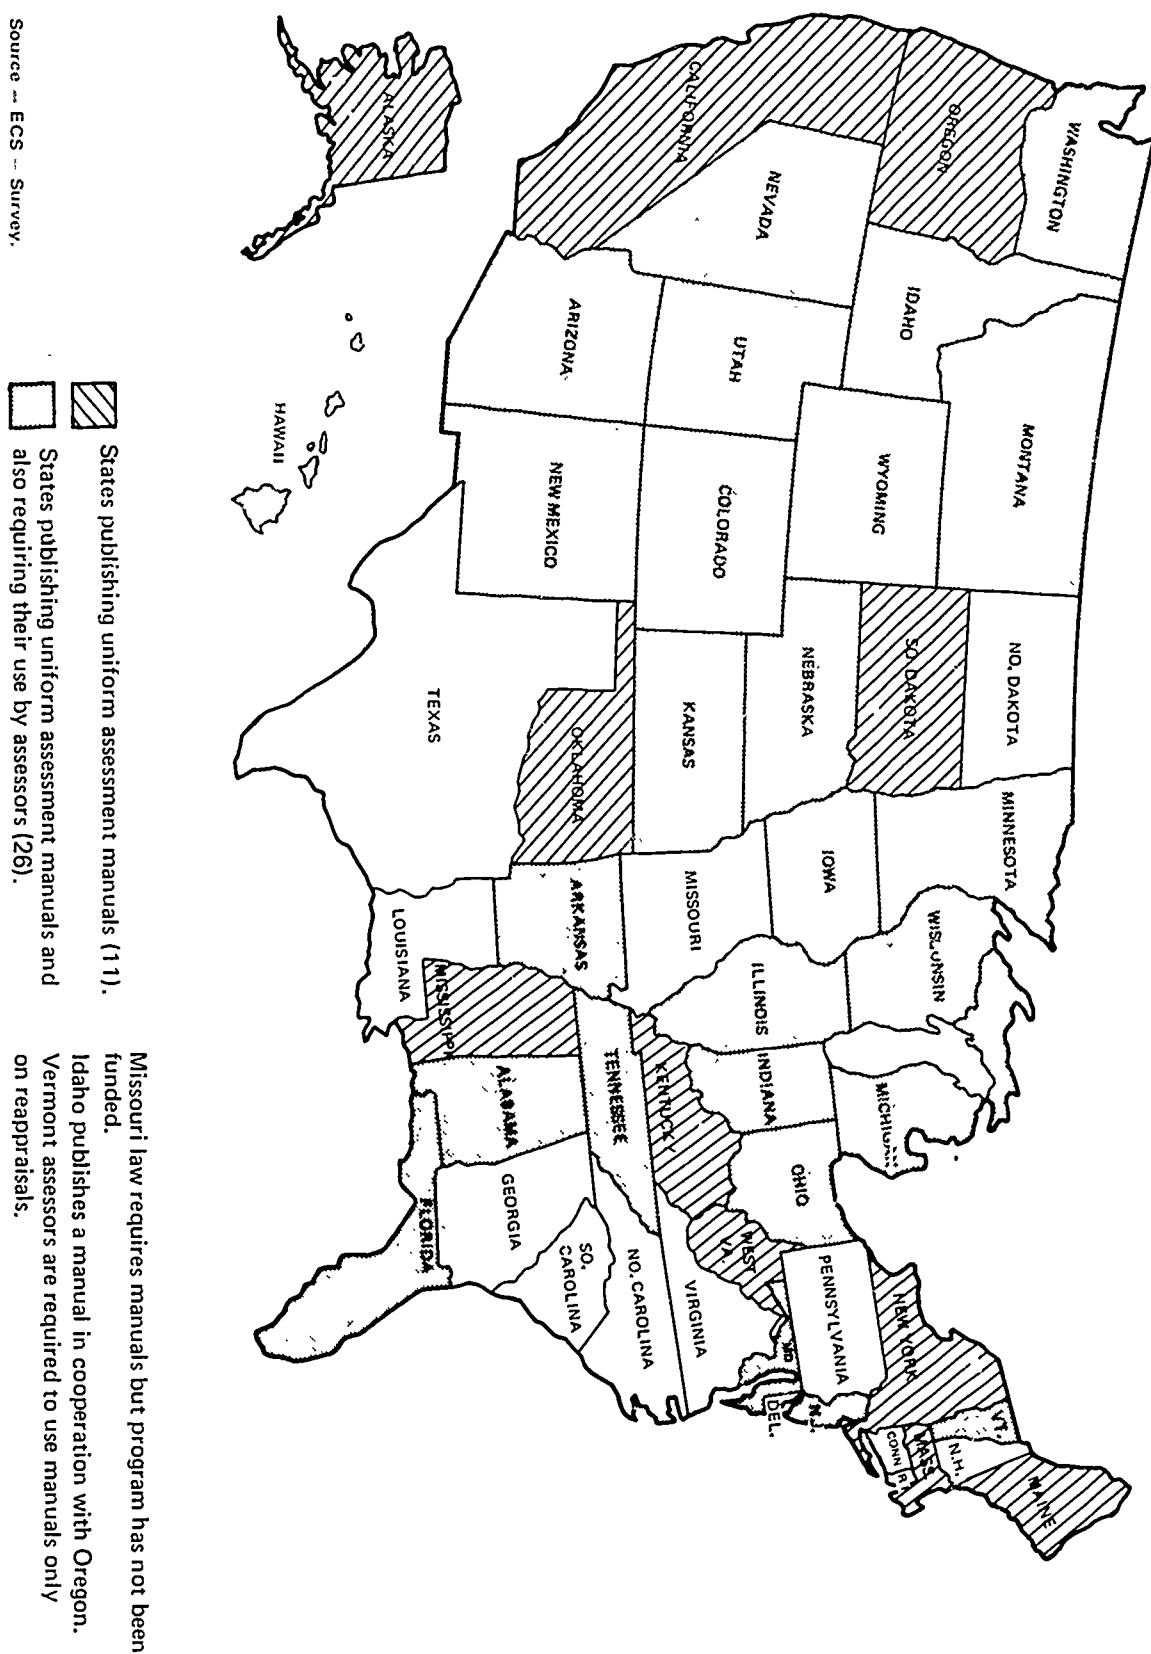 WASHINGTON
OREGON
CALIFORNIA
NEVADA
IDAHO
MONTANA
WYOMING
UTAH
ARIZONA
COLORADO
NEW MEXICO
NO. DAKOTA
SO. DAKOTA
NEBRASKA
KANSAS
OKLAHOMA
TEXAS
MINNESOTA
IOWA
MISSOURI
ARKANSAS
LOUISIANA
WISCONSIN
ILLINOIS
INDIANA
OHIO
KENTUCKY
TENNESSEE
MISSISSIPPI
ALABAMA
GEORGIA
FLORIDA
SO.
CAROLINA
NO. CAROLINA
VIRGINIA
WEST
VA
PENNSYLVANIA
NEW YORK
MD
DEL.
N.J.
CONN
R.I.
MASS
VT.
N.H.
MAINE
ALASKA
HAWAII
States publishing uniform assessment manuals (11).
States publishing uniform assessment manuals and
also requiring their use by assessors (26).
Missouri law requires manuals but program has not been
funded.
Idaho publishes a manual in cooperation with Oregon.
Vermont assessors are required to use manuals only
on reappraisals.
Source -- ECS -- Survey.